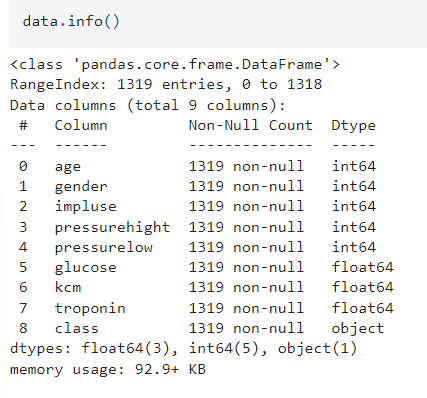 data.info()
<class 'pandas.core.frame.DataFrame'>
RangeIndex: 1319 entries, 0 to 1318
Data columns (total 9 columns):
 #   Column         Non-Null Count  Dtype
---  ------         --------------  -----
 0   age            1319 non-null   int64
 1   gender         1319 non-null   int64
 2   impluse        1319 non-null   int64
 3   pressurehight  1319 non-null   int64
 4   pressurelow    1319 non-null   int64
 5   glucose        1319 non-null   float64
 6   kcm            1319 non-null   float64
 7   troponin       1319 non-null   float64
 8   class          1319 non-null   object
dtypes: float64(3), int64(5), object(1)
memory usage: 92.9+ KB